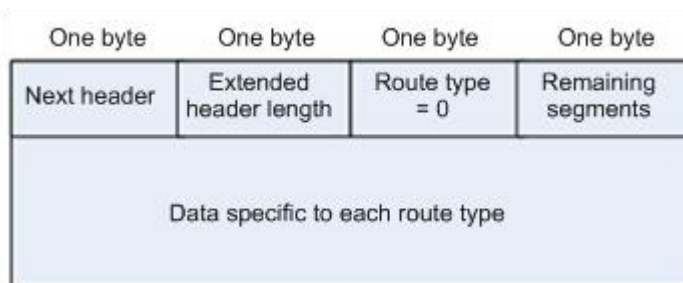 One byte One byte One byte One byte
Next header Extended header length Route type = 0 Remaining segments
Data specific to each route type